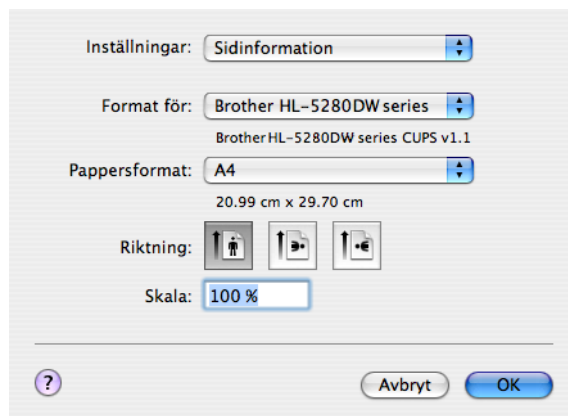 Inställningar: Sidinformation
Format för: Brother HL-5280DW series
Brother HL-5280DW series CUPS v1.1
Pappersformat: A4
20.99 cm x 29.70 cm
Riktning:
Skala: 100 %
? Avbryt OK